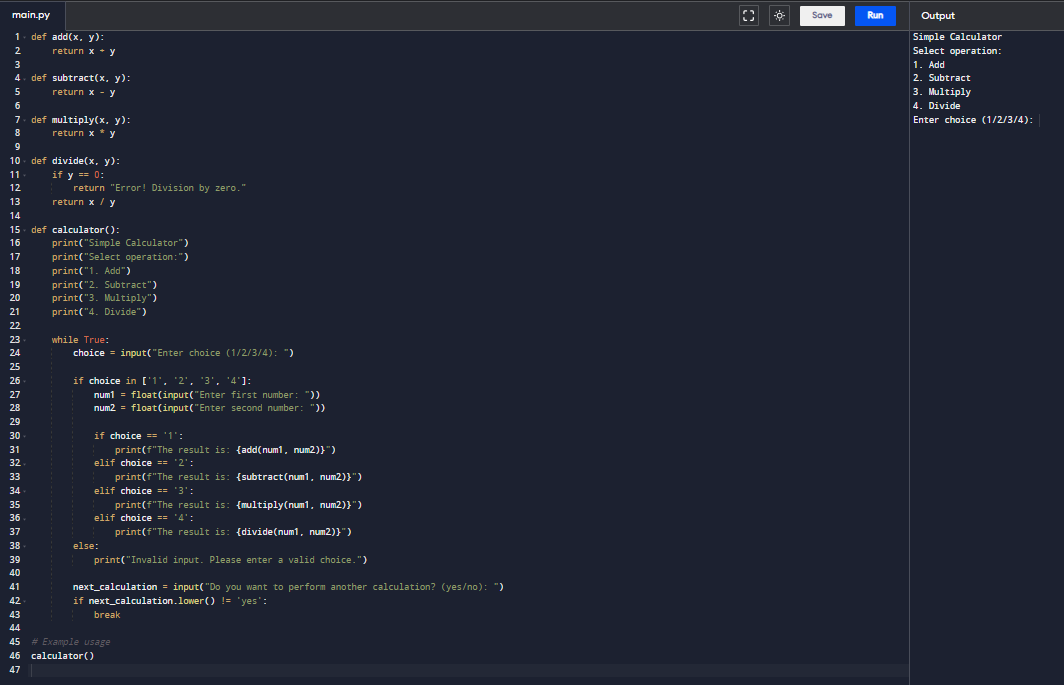 main.py
Save
Run
Output
1 def add(x, y):
2     return x + y
3
4 def subtract(x, y):
5     return x - y
6
7 def multiply(x, y):
8     return x * y
9
10 def divide(x, y):
11     if y == 0:
12         return "Error! Division by zero."
13     return x / y
14
15 def calculator():
16     print("Simple Calculator")
17     print("Select operation:")
18     print("1. Add")
19     print("2. Subtract")
20     print("3. Multiply")
21     print("4. Divide")
22
23     while True:
24         choice = input("Enter choice (1/2/3/4): ")
25
26         if choice in ['1', '2', '3', '4']:
27             num1 = float(input("Enter first number: "))
28             num2 = float(input("Enter second number: "))
29
30             if choice == '1':
31                 print(f"The result is: {add(num1, num2)}")
32             elif choice == '2':
33                 print(f"The result is: {subtract(num1, num2)}")
34             elif choice == '3':
35                 print(f"The result is: {multiply(num1, num2)}")
36             elif choice == '4':
37                 print(f"The result is: {divide(num1, num2)}")
38         else:
39             print("Invalid input. Please enter a valid choice.")
40
41         next_calculation = input("Do you want to perform another calculation? (yes/no): ")
42         if next_calculation.lower() != 'yes':
43             break
44
45 # Example usage
46 calculator()
47
Simple Calculator
Select operation:
1. Add
2. Subtract
3. Multiply
4. Divide
Enter choice (1/2/3/4):